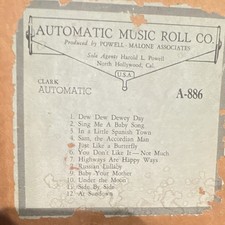 AUTOMATIC MUSIC ROLL CO.
Produced by POWELL-MALONE ASSOCIATES
Sole Agents Harold L. Powell
North Hollywood, Cal.
U.S.A.
CLARK
AUTOMATIC
A-886
1. Dew Dew Dewey Day
2. Sing Me A Baby Song
3. In a Little Spanish Town
4. Sam, the Accordian Man
5. Just Like a Butterfly
6. You Don't Like It—Not Much
7. Highways Are Happy Ways
8. Russian Lullaby
9. Baby Your Mother
10. Under the Moon
11. Side By Side
12. At Sundown